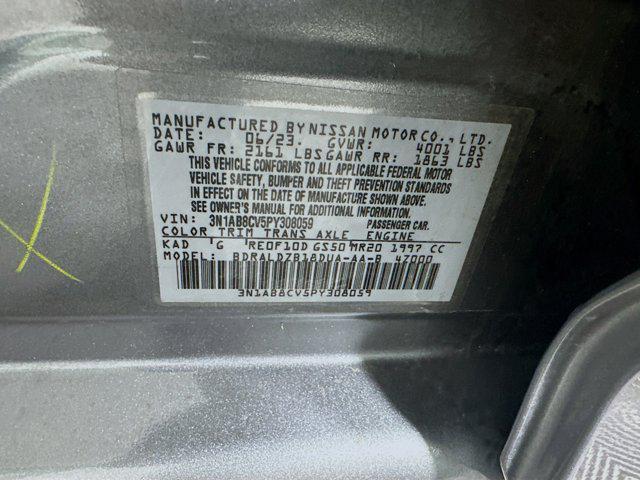 MANUFACTURED BY NISSAN MOTOR CO., LTD.
DATE: 06/23. GVWR: 4001 LBS
GAWR FR: 2161 LBS GAWR RR: 1863 LBS
THIS VEHICLE CONFORMS TO ALL APPLICABLE FEDERAL MOTOR
VEHICLE SAFETY, BUMPER AND THEFT PREVENTION STANDARDS
IN EFFECT ON THE DATE OF MANUFACTURE SHOWN ABOVE.
SEE OWNER'S MANUAL FOR ADDITIONAL INFORMATION
VIN: 3N1AB8CV5PY308059 PASSENGER CAR.
COLOR TRIM TRANS AXLE ENGINE
KAD G RE0F10D GS50 MR20 1997 CC
MODEL: BDRALDZB18DUA-AA-B 47000
3N1AB8CV5PY308059